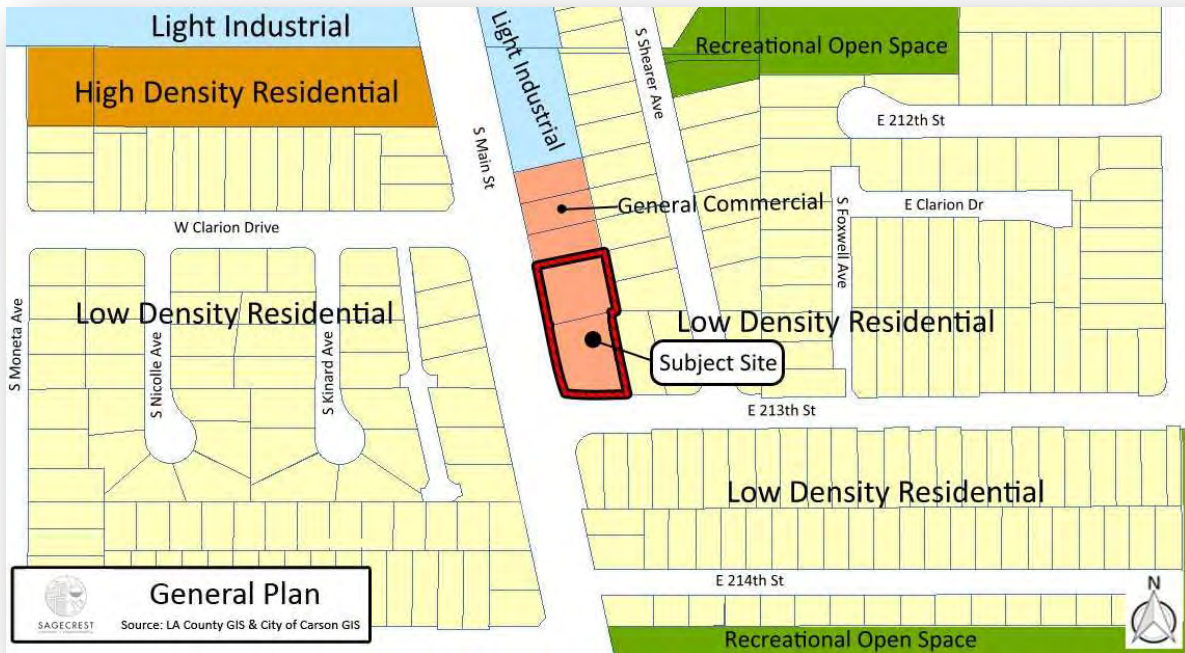 Light Industrial
Light Industrial
S Shearer Ave
Recreational Open Space
High Density Residential
E 212th St
S Main St
General Commercial
E Clarion Dr
S Foxwell Ave
W Clarion Drive
S Moneta Ave
Low Density Residential
S Nicolle Ave
S Kinard Ave
Low Density Residential
Subject Site
E 213th St
Low Density Residential
E 214th St
N
SAGECREST
General Plan
Source: LA County GIS & City of Carson GIS
Recreational Open Space